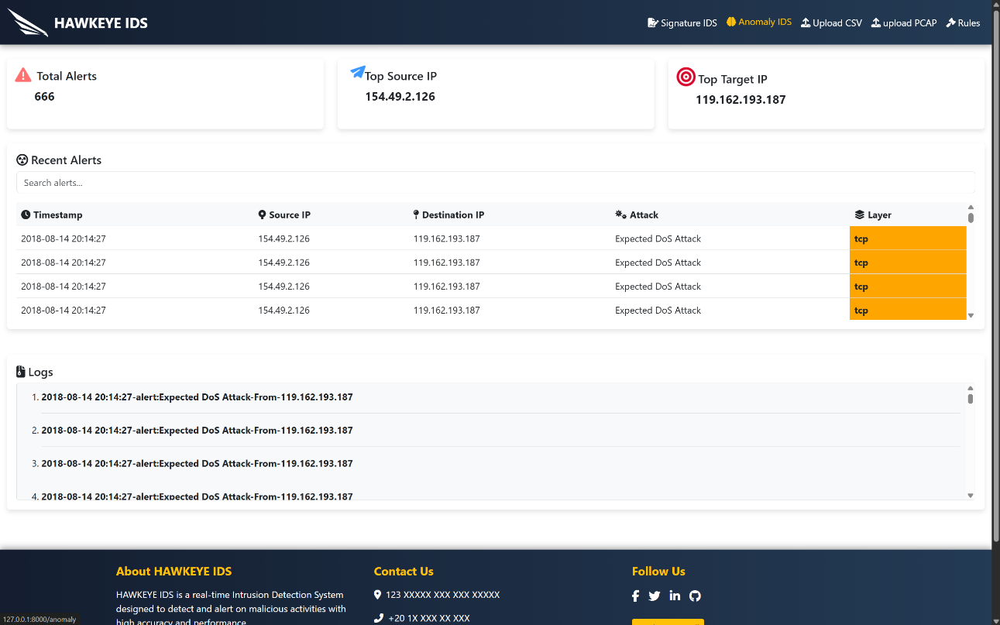 HAWKEYE IDS
Signature IDS Anomaly IDS Upload CSV upload PCAP Rules
Total Alerts
666
Top Source IP
154.49.2.126
Top Target IP
119.162.193.187
Recent Alerts
Search alerts...
Timestamp Source IP Destination IP Attack Layer
2018-08-14 20:14:27 154.49.2.126 119.162.193.187 Expected DoS Attack tcp
2018-08-14 20:14:27 154.49.2.126 119.162.193.187 Expected DoS Attack tcp
2018-08-14 20:14:27 154.49.2.126 119.162.193.187 Expected DoS Attack tcp
2018-08-14 20:14:27 154.49.2.126 119.162.193.187 Expected DoS Attack tcp
Logs
1. 2018-08-14 20:14:27-alert:Expected DoS Attack-From-119.162.193.187
2. 2018-08-14 20:14:27-alert:Expected DoS Attack-From-119.162.193.187
3. 2018-08-14 20:14:27-alert:Expected DoS Attack-From-119.162.193.187
4. 2018-08-14 20:14:27-alert:Expected DoS Attack-From-119.162.193.187
About HAWKEYE IDS
HAWKEYE IDS is a real-time Intrusion Detection System
designed to detect and alert on malicious activities with
high accuracy and performance.
Contact Us
123 XXXXX XXX XXX XXXXX
+20 1X XXX XX XXX
Follow Us
127.0.0.1:8000/anomaly